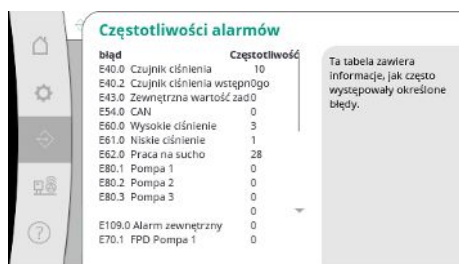 Częstotliwości alarmów
błąd Częstotliwość
E40.0 Czujnik ciśnienia 10
E40.2 Czujnik ciśnienia wstępn0go
E43.0 Zewnętrzna wartość zad0
E54.0 CAN 0
E60.0 Wysokie ciśnienie 3
E61.0 Niskie ciśnienie 1
E62.0 Praca na sucho 28
E80.1 Pompa 1 0
E80.2 Pompa 2 0
E80.3 Pompa 3 0
0
E109.0 Alarm zewnętrzny 0
E70.1 FPD Pompa 1 0
Ta tabela zawiera
informacje, jak często
występowały określone
błędy.